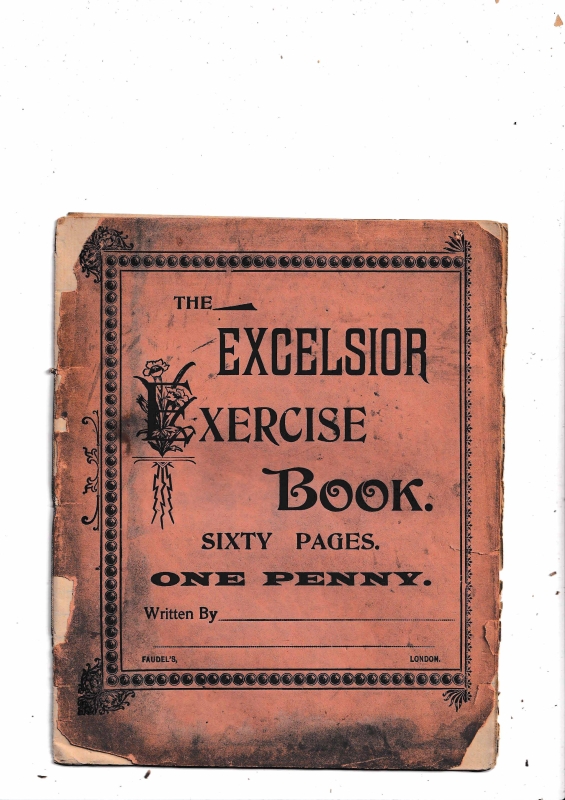 THE
EXCELSIOR
EXERCISE
BOOK.
SIXTY PAGES.
ONE PENNY.
Written By
FAUDEL'S, LONDON.